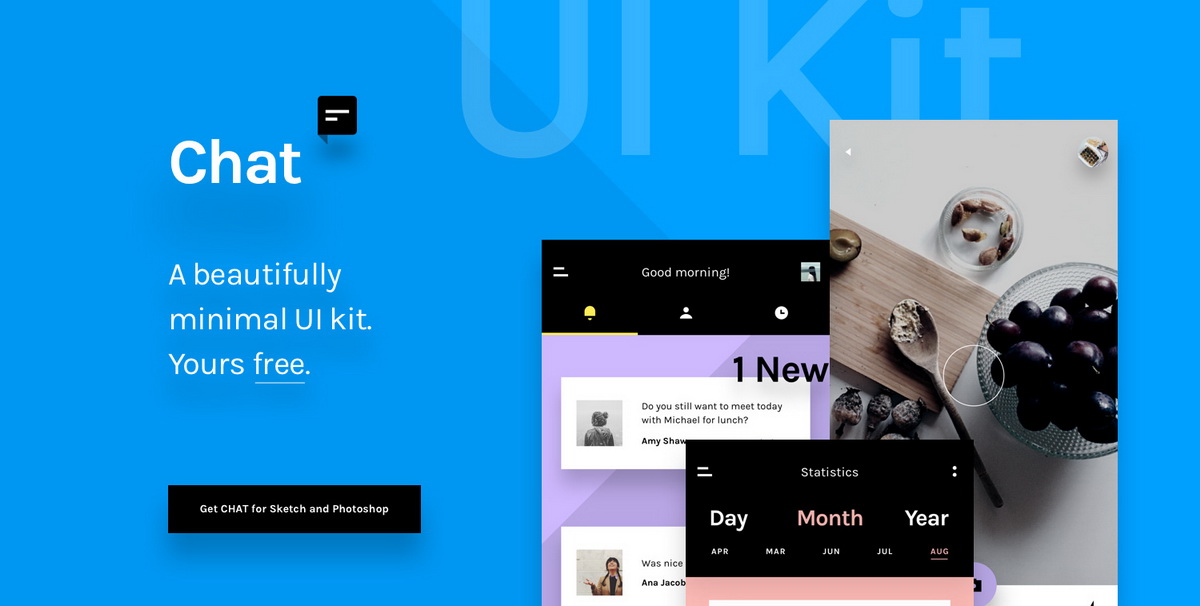 UI Kit
Chat
A beautifully
minimal UI kit.
Yours free.
Get CHAT for Sketch and Photoshop
Good morning!
1 New
Do you still want to meet today
with Michael for lunch?
Amy Shaw
Was nice
Ana Jacob
Statistics
Day Month Year
APR MAR JUN JUL AUG